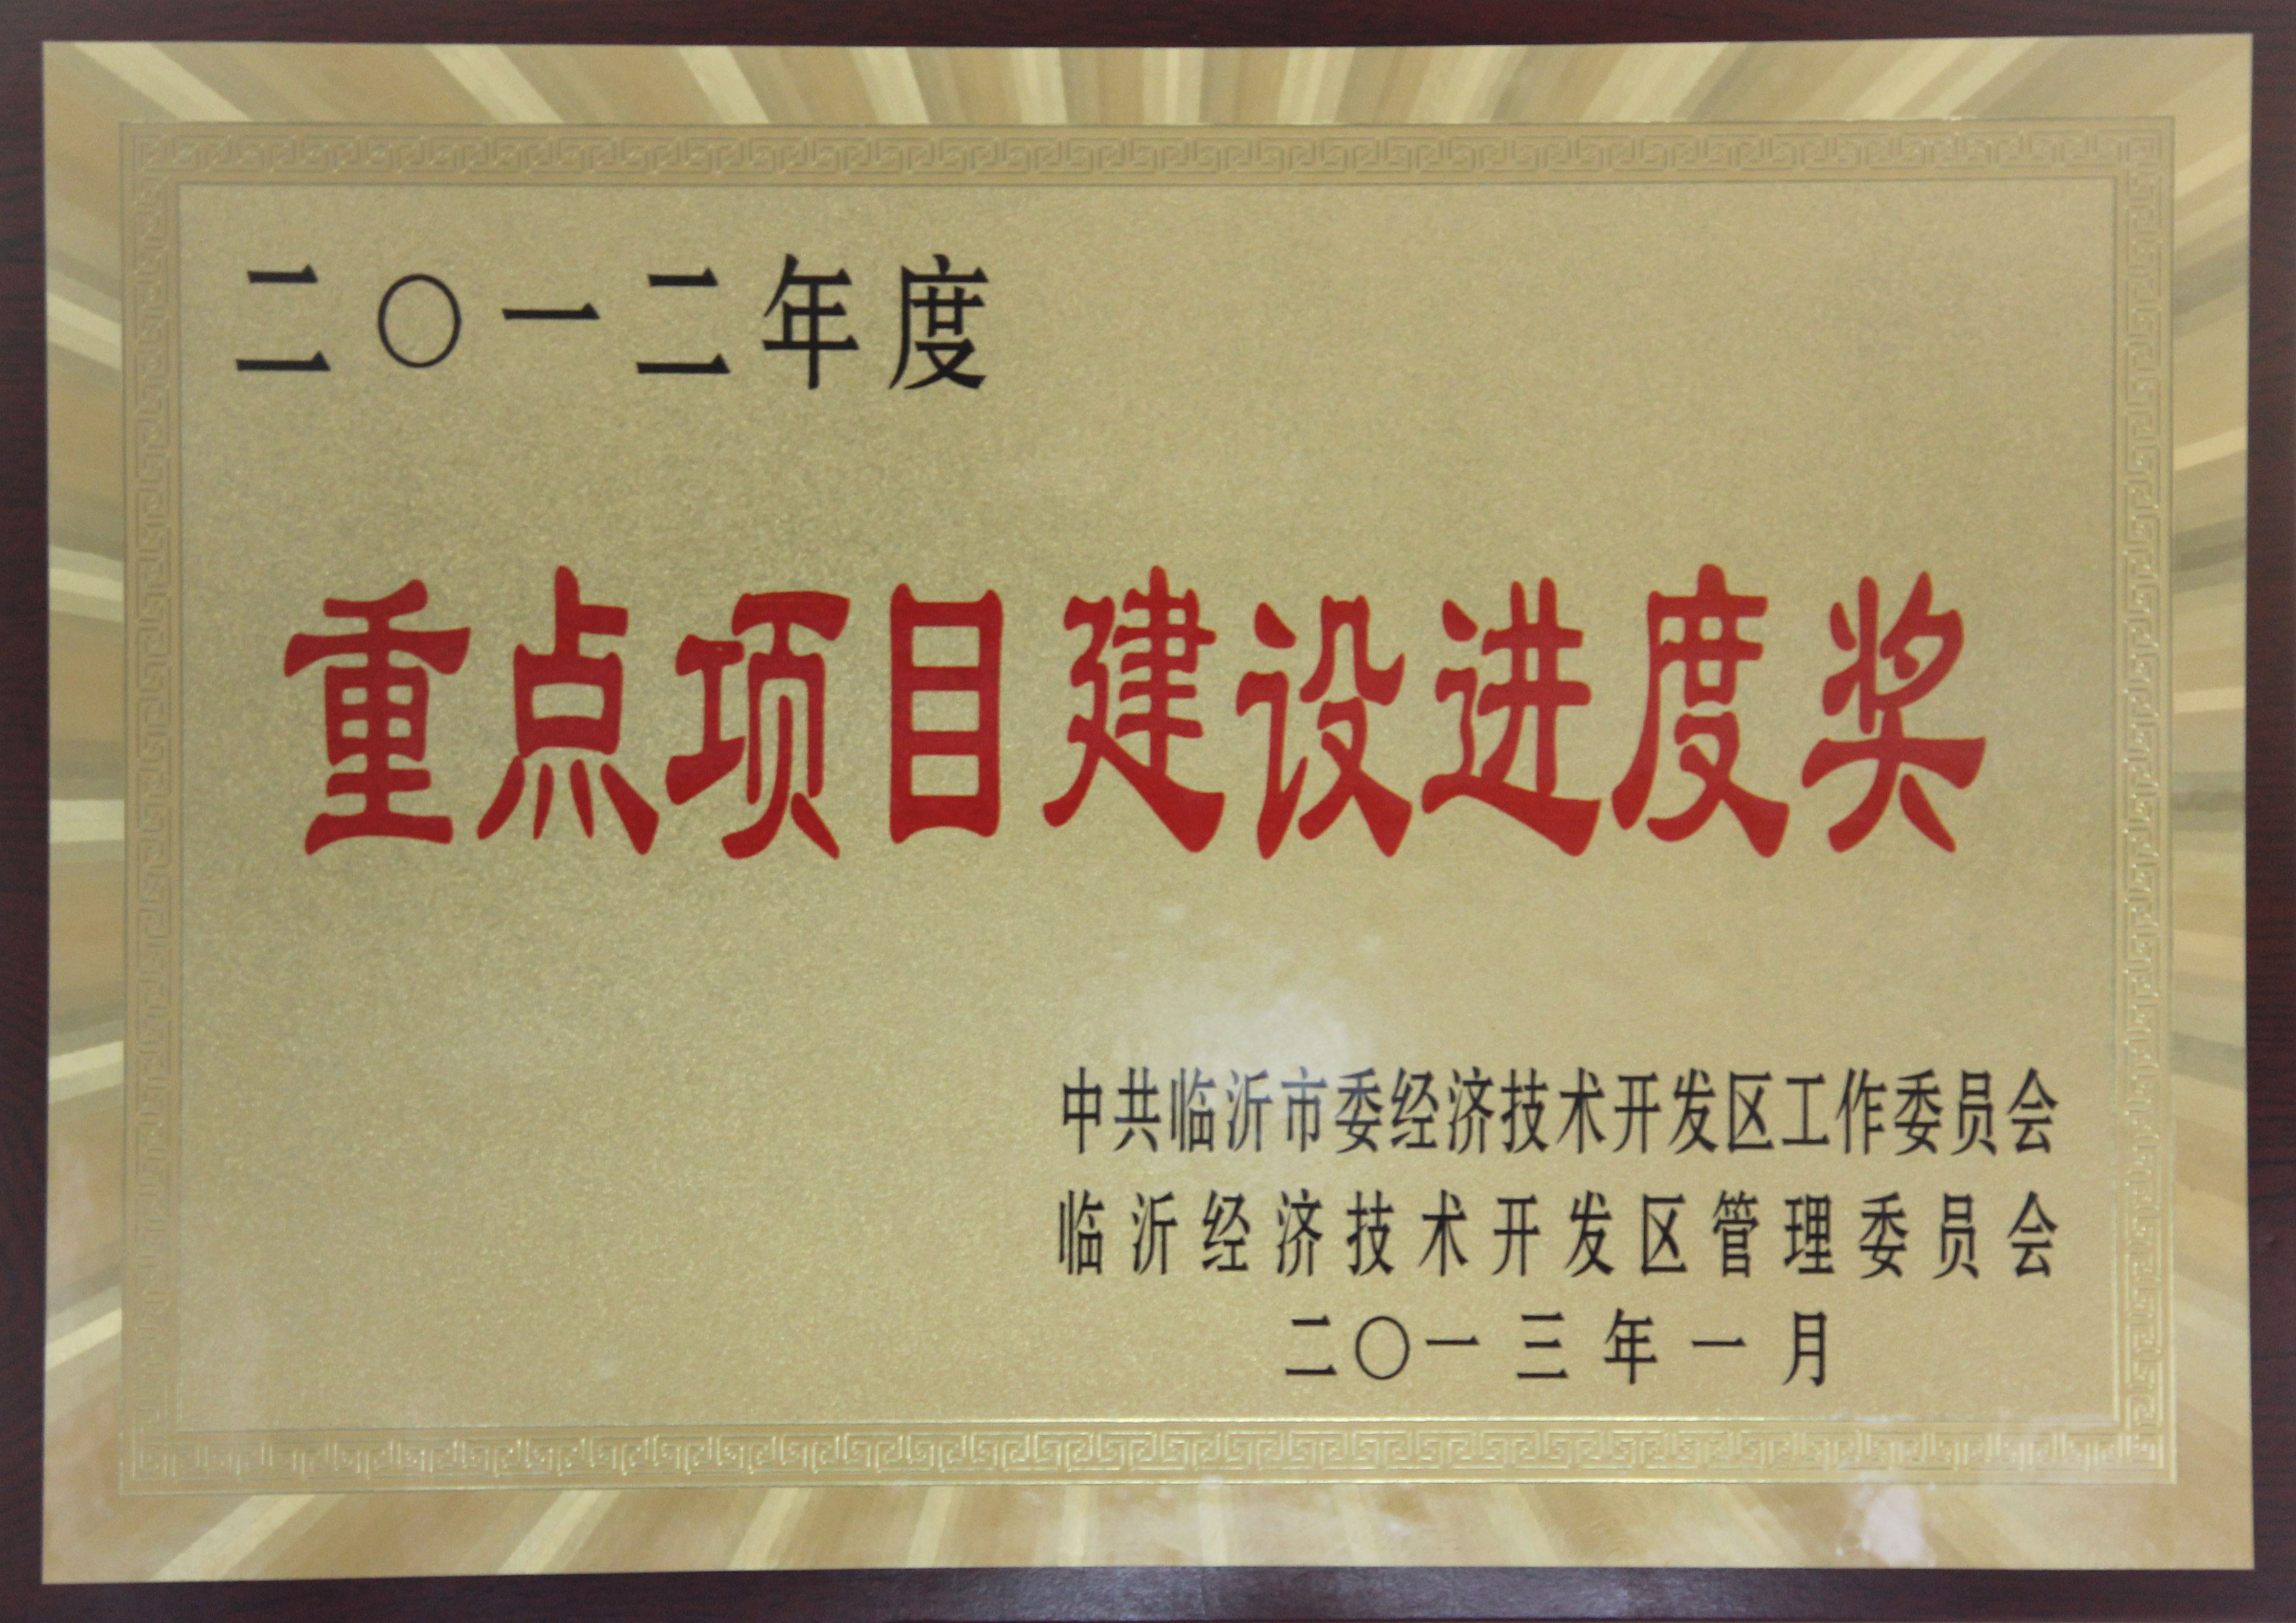 二〇一二年度
重点项目建设进度奖
中共临沂市委经济技术开发区工作委员会
临沂经济技术开发区管理委员会
二〇一三年一月